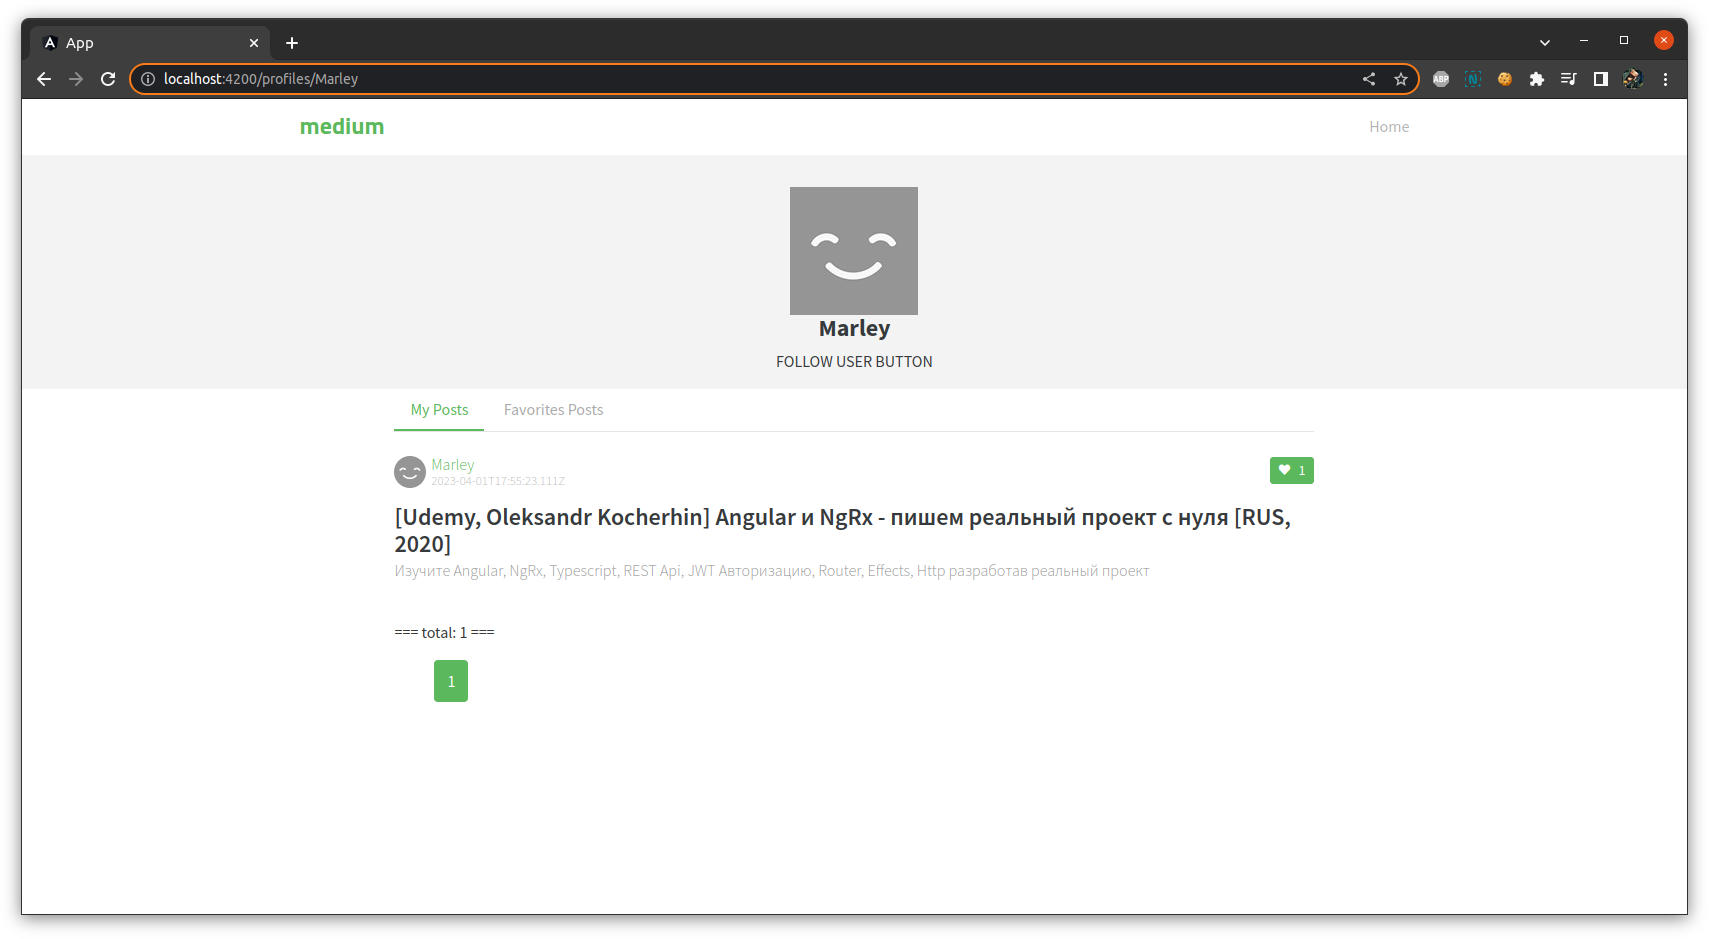 App
localhost:4200/profiles/Marley
ABP
N
medium
Home
Marley
FOLLOW USER BUTTON
My Posts Favorites Posts
Marley
2023-04-01T17:55:23.111Z
1
[Udemy, Oleksandr Kocherhin] Angular и NgRx - пишем реальный проект с нуля [RUS,
2020]
Изучите Angular, NgRx, Typescript, REST Api, JWT Авторизацию, Router, Effects, Http разработав реальный проект
=== total: 1 ===
1